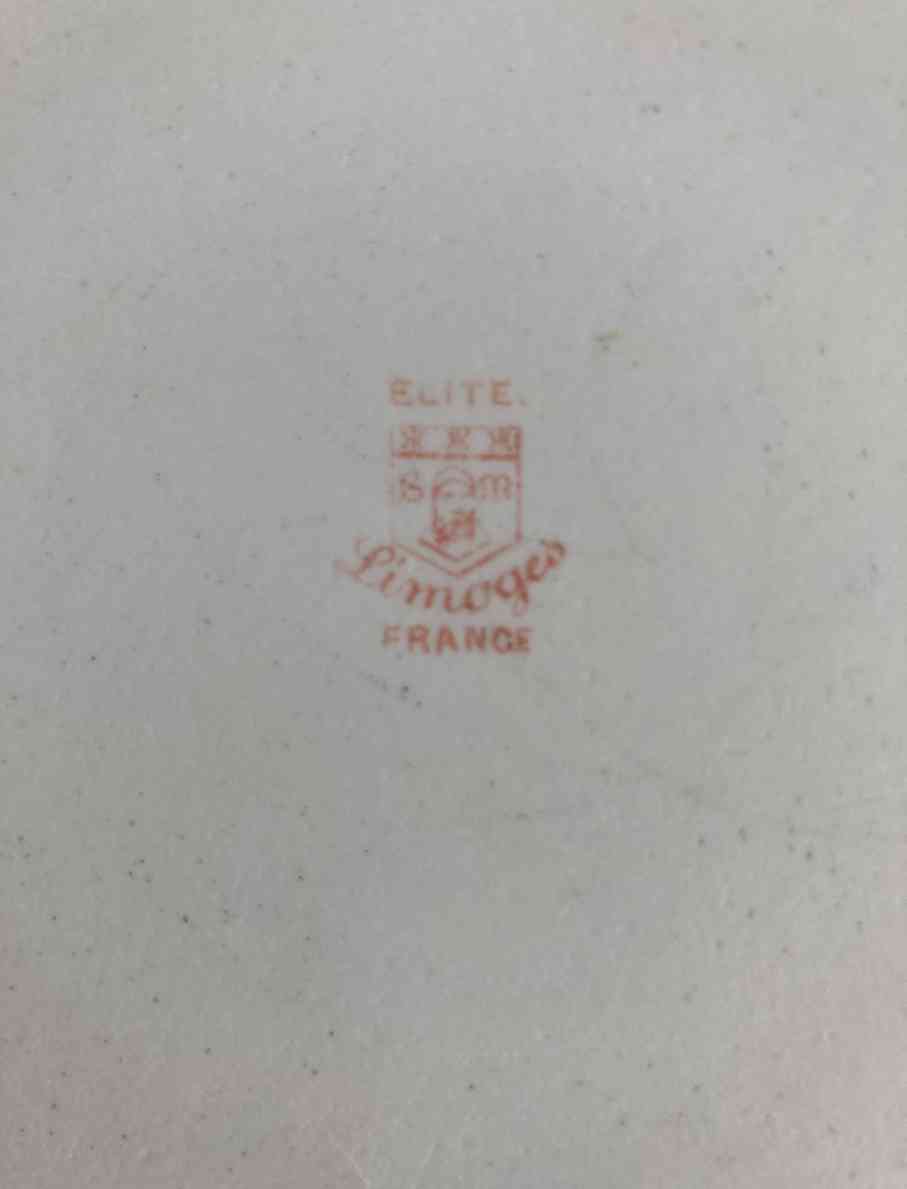 ELITE.
S M
Limoges
FRANCE